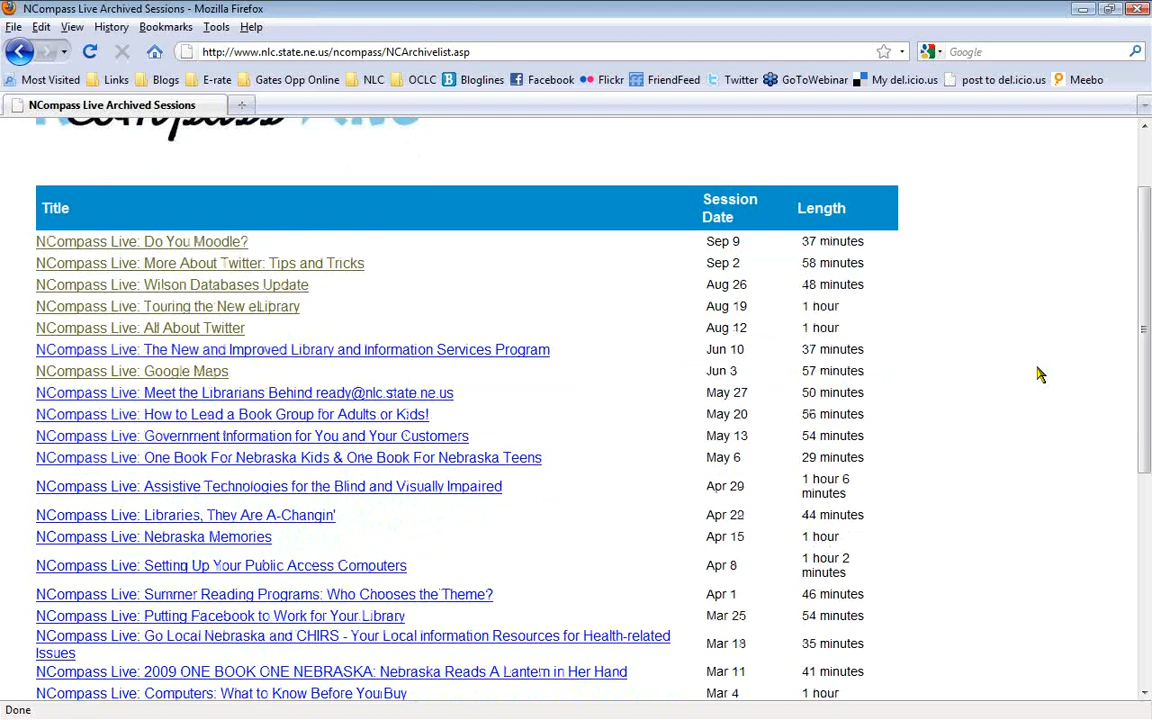 NCompass Live Archived Sessions - Mozilla Firefox
File Edit View History Bookmarks Tools Help
http://www.nlc.state.ne.us/ncompass/NCArchivelist.asp Google
Most Visited Links Blogs E-rate Gates Opp Online NLC OCLC Bloglines Facebook Flickr FriendFeed Twitter GoToWebinar My del.icio.us post to del.icio.us Meebo
NCompass Live Archived Sessions
NCompass Live
Title Session Date Length
NCompass Live: Do You Moodle? Sep 9 37 minutes
NCompass Live: More About Twitter: Tips and Tricks Sep 2 58 minutes
NCompass Live: Wilson Databases Update Aug 26 48 minutes
NCompass Live: Touring the New eLibrary Aug 19 1 hour
NCompass Live: All About Twitter Aug 12 1 hour
NCompass Live: The New and Improved Library and Information Services Program Jun 10 37 minutes
NCompass Live: Google Maps Jun 3 57 minutes
NCompass Live: Meet the Librarians Behind ready@nlc.state.ne.us May 27 50 minutes
NCompass Live: How to Lead a Book Group for Adults or Kids! May 20 56 minutes
NCompass Live: Government Information for You and Your Customers May 13 54 minutes
NCompass Live: One Book For Nebraska Kids & One Book For Nebraska Teens May 6 29 minutes
NCompass Live: Assistive Technologies for the Blind and Visually Impaired Apr 29 1 hour 6 minutes
NCompass Live: Libraries, They Are A-Changin' Apr 22 44 minutes
NCompass Live: Nebraska Memories Apr 15 1 hour
NCompass Live: Setting Up Your Public Access Computers Apr 8 1 hour 2 minutes
NCompass Live: Summer Reading Programs: Who Chooses the Theme? Apr 1 46 minutes
NCompass Live: Putting Facebook to Work for Your Library Mar 25 54 minutes
NCompass Live: Go Local Nebraska and CHIRS - Your Local information Resources for Health-related
Issues Mar 18 35 minutes
NCompass Live: 2009 ONE BOOK ONE NEBRASKA: Nebraska Reads A Lantern in Her Hand Mar 11 41 minutes
NCompass Live: Computers: What to Know Before You Buy Mar 4 1 hour
Done